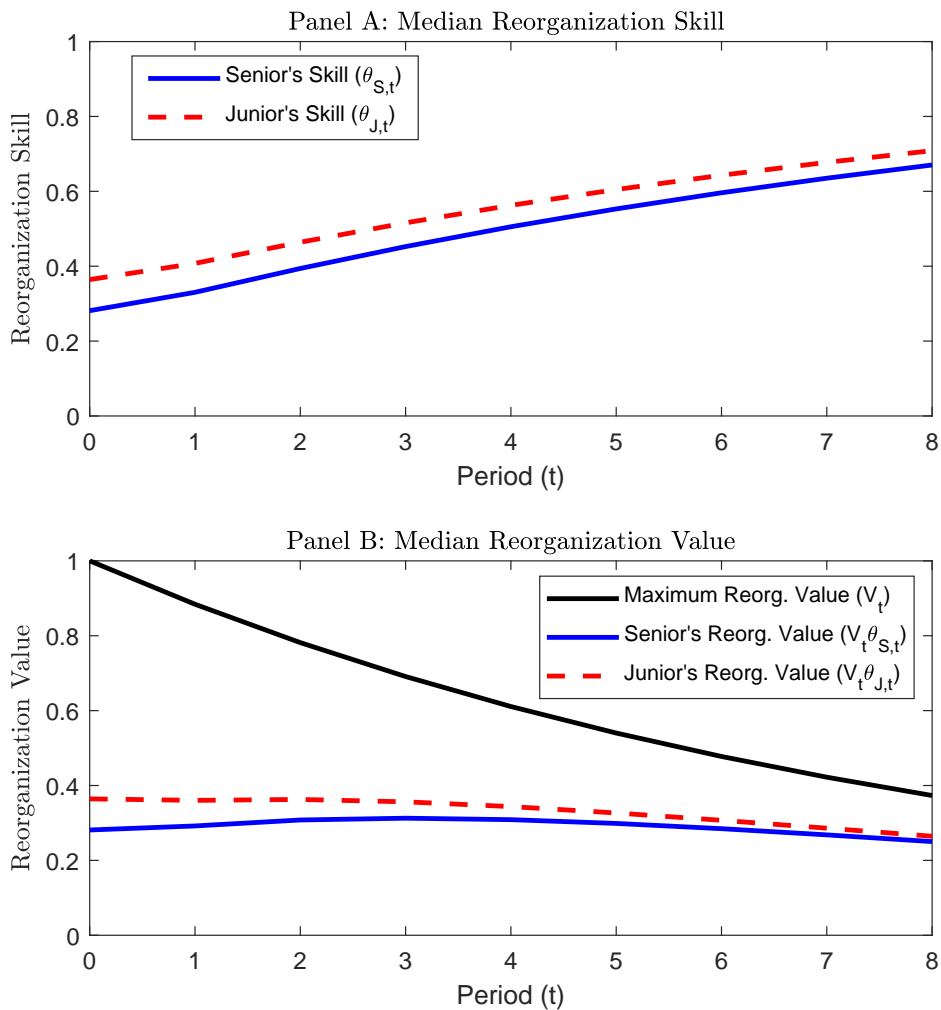 Panel A: Median Reorganization Skill
1
0.8
0.6
0.4
0.2
0
Reorganization Skill
Senior's Skill (θS,t)
Junior's Skill (θJ,t)
0 1 2 3 4 5 6 7 8
Period (t)
Panel B: Median Reorganization Value
1
0.8
0.6
0.4
0.2
0
Reorganization Value
Maximum Reorg. Value (Vt)
Senior's Reorg. Value (VtθS,t)
Junior's Reorg. Value (VtθJ,t)
0 1 2 3 4 5 6 7 8
Period (t)